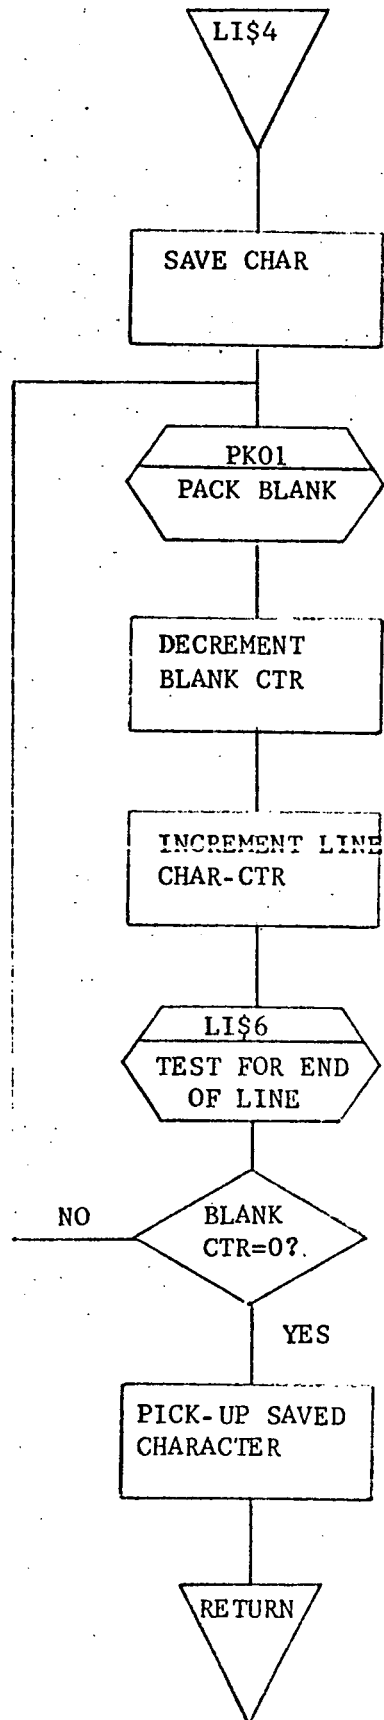 LI$4
SAVE CHAR
PK01
PACK BLANK
DECREMENT
BLANK CTR
INCREMENT LINE
CHAR-CTR
LI$6
TEST FOR END
OF LINE
NO
BLANK
CTR=0?
YES
PICK-UP SAVED
CHARACTER
RETURN